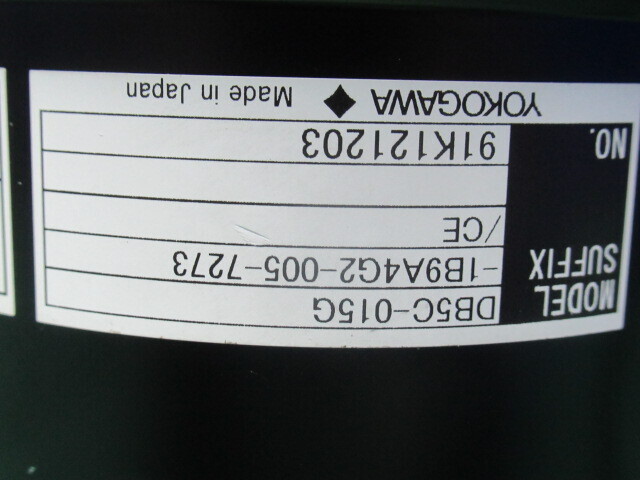 MODEL DB5C-015G
SUFFIX -1B9A4G2-005-7273
/CE
NO. 91K121203
YOKOGAWA ◆ Made in Japan